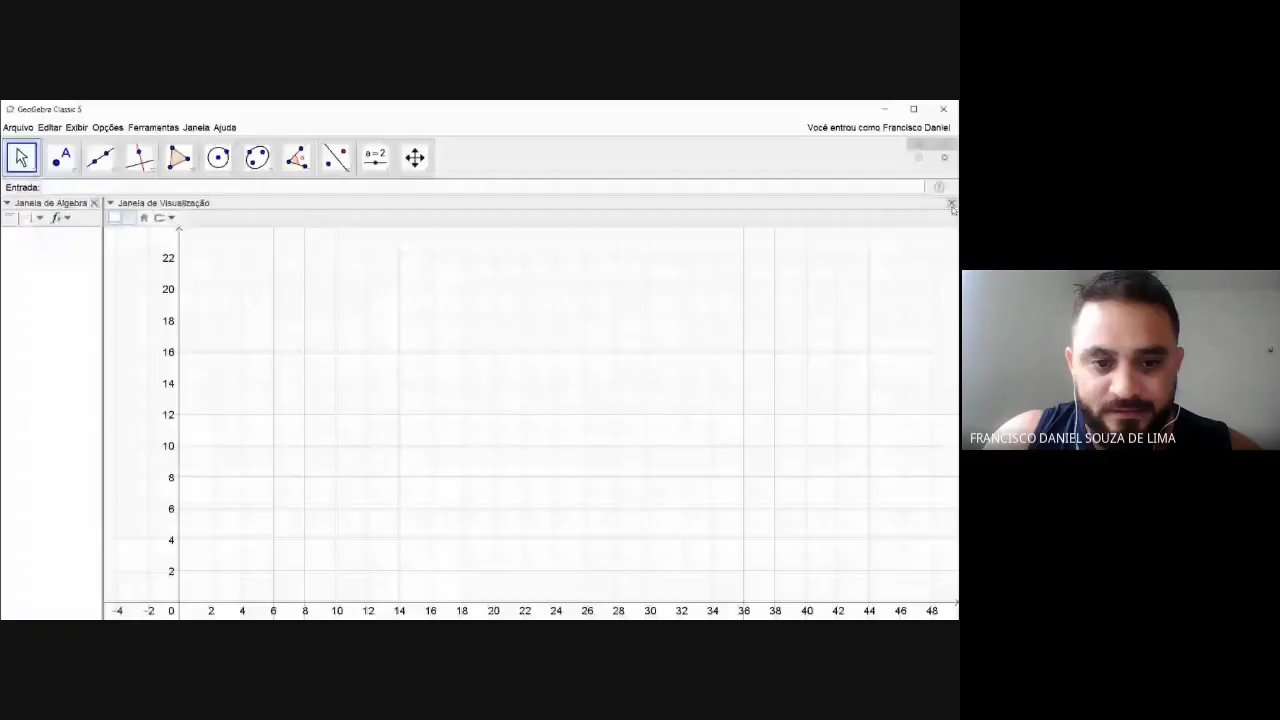 GeoGebra Classic 5
Arquivo Editar Exibir Opções Ferramentas Janela Ajuda
Você entrou como Francisco Daniel
A
α
a=2
Entrada:
Janela de Álgebra
Janela de Visualização
22
20
18
16
14
12
10
8
6
4
2
-4 -2 0 2 4 6 8 10 12 14 16 18 20 22 24 26 28 30 32 34 36 38 40 42 44 46 48
FRANCISCO DANIEL SOUZA DE LIMA